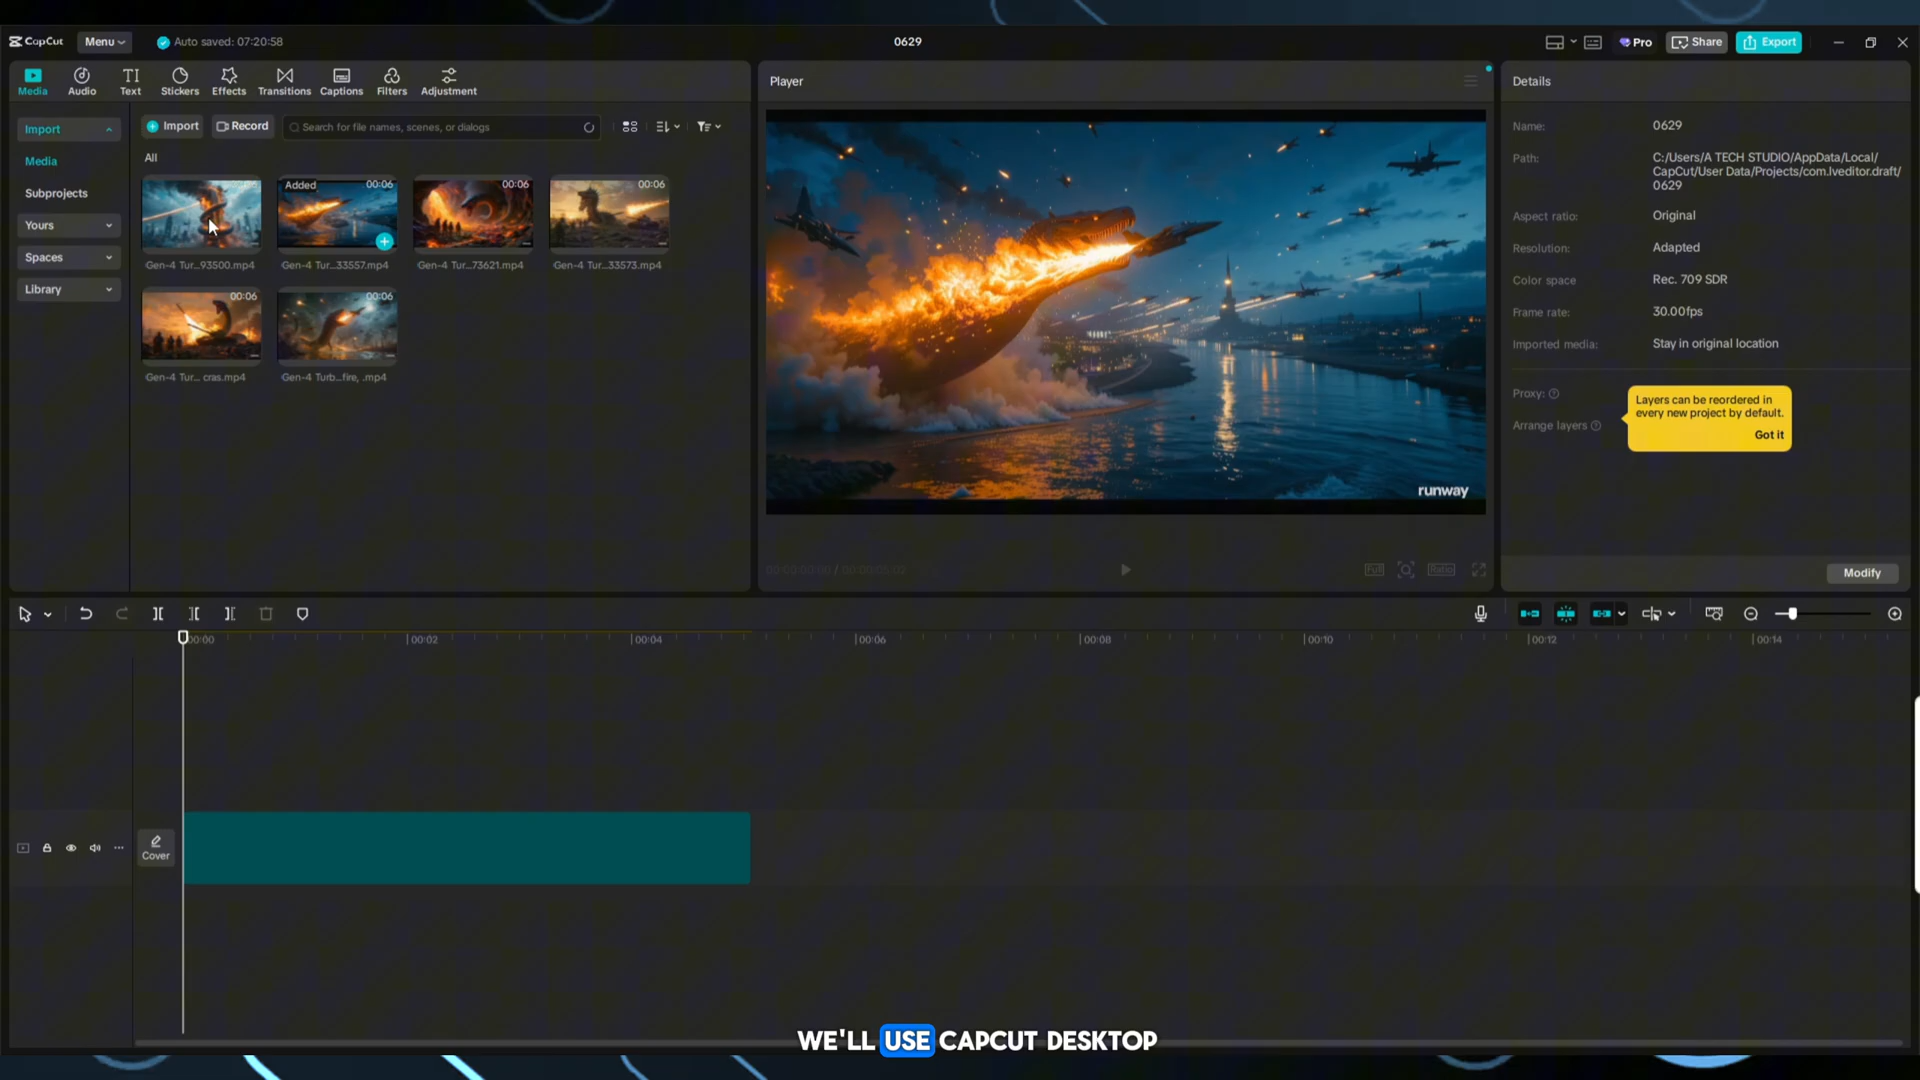 CapCut
Menu
Auto saved: 07:20:58
0629
Pro
Share
Export
Media
Audio
Text
Stickers
Effects
Transitions
Captions
Filters
Adjustment
Import
Media
Subprojects
Yours
Spaces
Library
Import
Record
Search for file names, scenes, or dialogs
All
00:06
Added
00:06
00:06
00:06
Gen-4 Tur...93500.mp4
Gen-4 Tur...33557.mp4
Gen-4 Tur...73621.mp4
Gen-4 Tur...33573.mp4
00:06
00:06
Gen-4 Tur... cras.mp4
Gen-4 Turb...fire, .mp4
Player
runway
Full
Ratio
Details
Name:
0629
Path:
C:/Users/A TECH STUDIO/AppData/Local/
CapCut/User Data/Projects/com.lveditor.draft/
0629
Aspect ratio:
Original
Resolution:
Adapted
Color space
Rec. 709 SDR
Frame rate:
30.00fps
Imported media:
Stay in original location
Proxy:
Arrange layers
Layers can be reordered in
every new project by default.
Got it
Modify
00:00
00:02
00:04
00:06
00:08
00:10
00:12
00:14
Cover
WE'LL USE CAPCUT DESKTOP